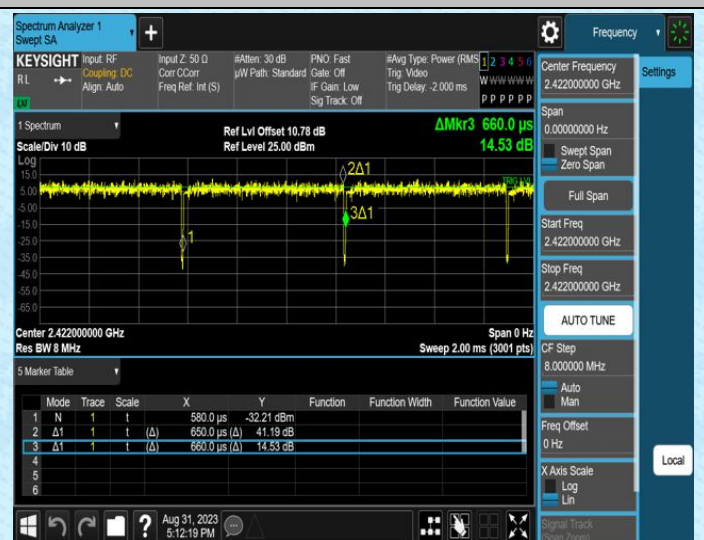 Spectrum Analyzer 1
Swept SA
+
Frequency
KEYSIGHT
Input: RF
Coupling: DC
Align: Auto
Input Z: 50 Ω
Corr CCorr
Freq Ref: Int (S)
#Atten: 30 dB
µW Path: Standard
PNO: Fast
Gate: Off
IF Gain: Low
Sig Track: Off
#Avg Type: Power (RMS
Trig: Video
Trig Delay: -2.000 ms
1 2 3 4 5 6
W W W W W W
P P P P P P
RL
LXI
1 Spectrum
Scale/Div 10 dB
Ref Lvl Offset 10.78 dB
Ref Level 25.00 dBm
ΔMkr3 660.0 µs
14.53 dB
Log
15.0
5.00
-5.00
-15.0
-25.0
-35.0
-45.0
-55.0
-65.0
2Δ1
TRIG LVL
3Δ1
1
Center 2.422000000 GHz
Res BW 8 MHz
Span 0 Hz
Sweep 2.00 ms (3001 pts)
5 Marker Table
Mode Trace Scale X Y Function Function Width Function Value
1 N 1 t 580.0 µs -32.21 dBm
2 Δ1 1 t (Δ) 650.0 µs (Δ) 41.19 dB
3 Δ1 1 t (Δ) 660.0 µs (Δ) 14.53 dB
4
5
6
Center Frequency
2.422000000 GHz
Settings
Span
0.00000000 Hz
Swept Span
Zero Span
Full Span
Start Freq
2.422000000 GHz
Stop Freq
2.422000000 GHz
AUTO TUNE
CF Step
8.000000 MHz
Auto
Man
Freq Offset
0 Hz
X Axis Scale
Log
Lin
Local
Signal Track
(Span Zoom)
?
Aug 31, 2023
5:12:19 PM